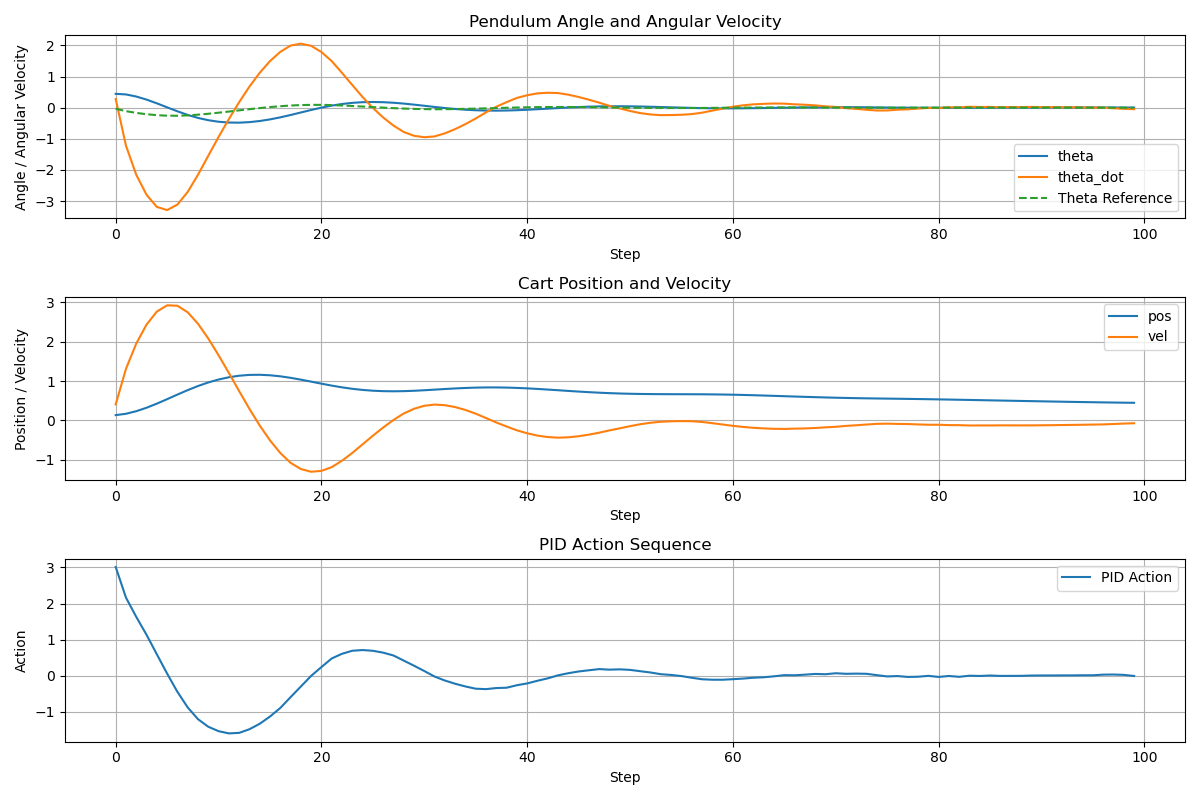 Pendulum Angle and Angular Velocity
Angle / Angular Velocity
2
1
0
−1
−2
−3
theta
theta_dot
Theta Reference
0 20 40 60 80 100
Step
Cart Position and Velocity
Position / Velocity
3
2
1
0
−1
pos
vel
0 20 40 60 80 100
Step
PID Action Sequence
Action
3
2
1
0
−1
PID Action
0 20 40 60 80 100
Step